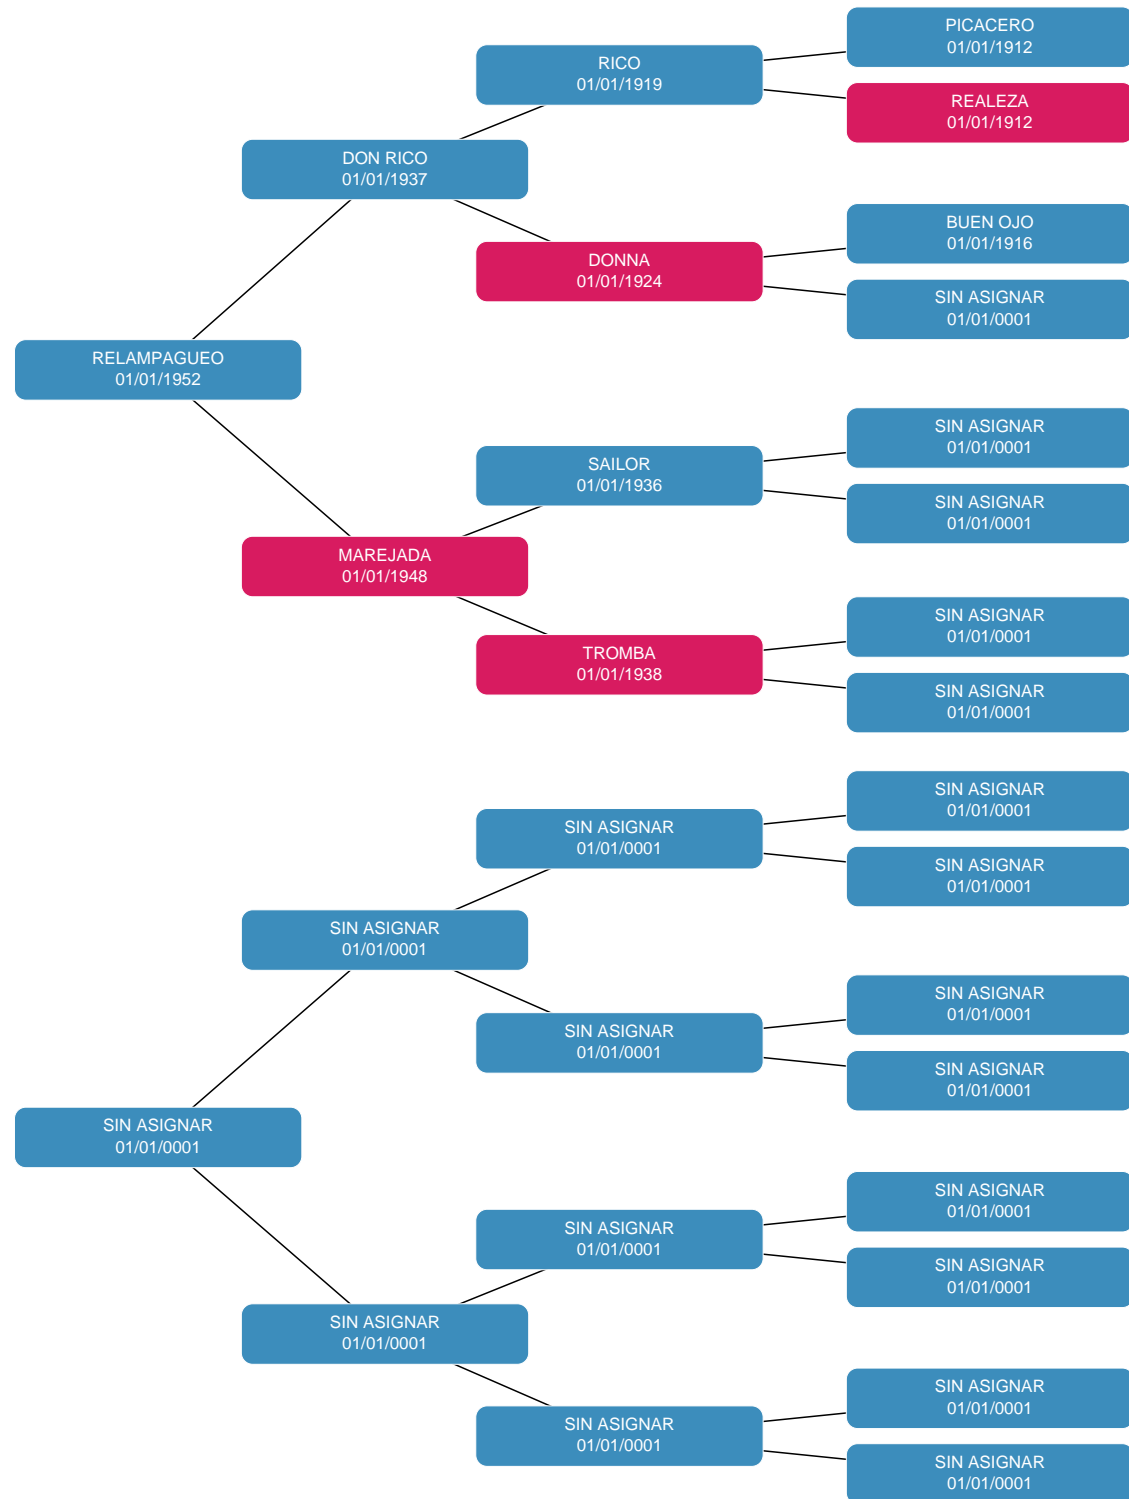 PICACERO
01/01/1912
RICO
01/01/1919
REALEZA
01/01/1912
DON RICO
01/01/1937
BUEN OJO
01/01/1916
DONNA
01/01/1924
SIN ASIGNAR
01/01/0001
RELAMPAGUEO
01/01/1952
SIN ASIGNAR
01/01/0001
SAILOR
01/01/1936
SIN ASIGNAR
01/01/0001
MAREJADA
01/01/1948
SIN ASIGNAR
01/01/0001
TROMBA
01/01/1938
SIN ASIGNAR
01/01/0001
SIN ASIGNAR
01/01/0001
SIN ASIGNAR
01/01/0001
SIN ASIGNAR
01/01/0001
SIN ASIGNAR
01/01/0001
SIN ASIGNAR
01/01/0001
SIN ASIGNAR
01/01/0001
SIN ASIGNAR
01/01/0001
SIN ASIGNAR
01/01/0001
SIN ASIGNAR
01/01/0001
SIN ASIGNAR
01/01/0001
SIN ASIGNAR
01/01/0001
SIN ASIGNAR
01/01/0001
SIN ASIGNAR
01/01/0001
SIN ASIGNAR
01/01/0001
SIN ASIGNAR
01/01/0001